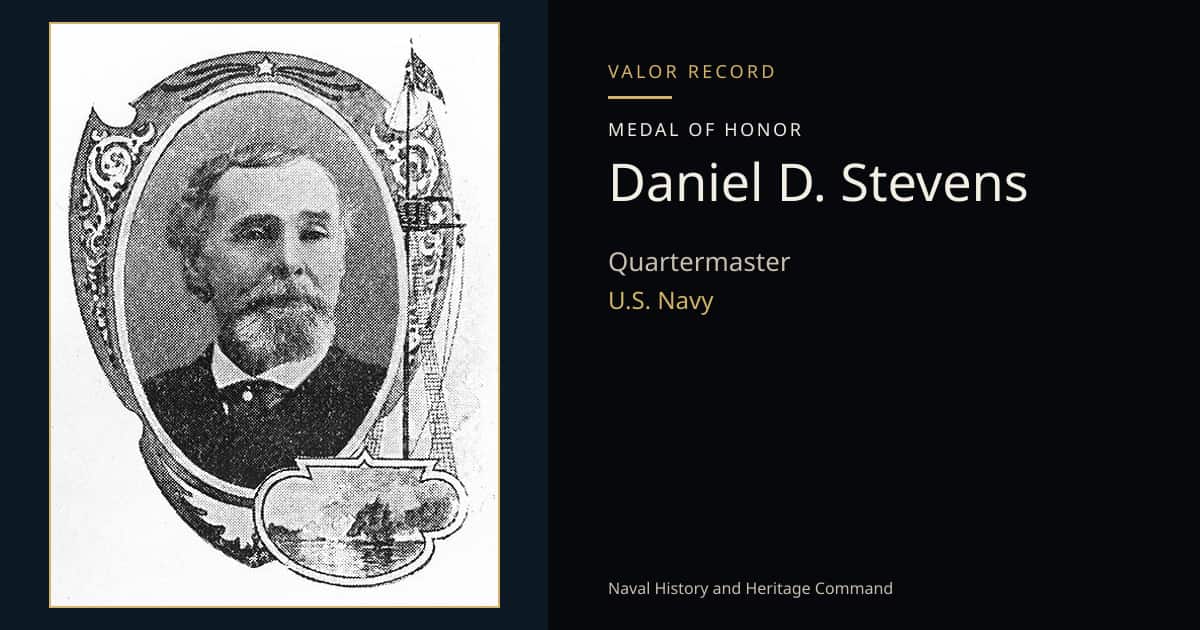 VALOR RECORD
MEDAL OF HONOR
Daniel D. Stevens
Quartermaster
U.S. Navy
Naval History and Heritage Command